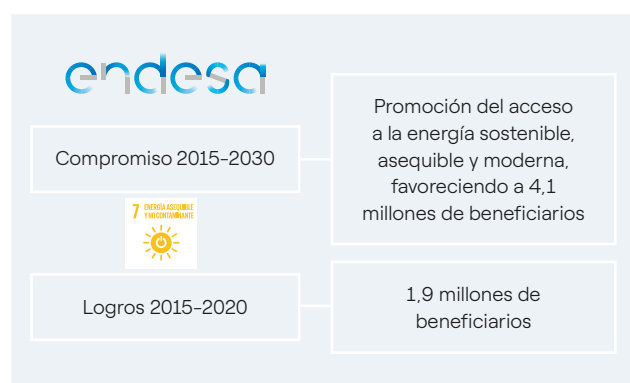 endesa
Compromiso 2015-2030
Promoción del acceso
a la energía sostenible,
asequible y moderna,
favoreciendo a 4,1
millones de beneficiarios
7 ENERGÍA ASEQUIBLE
Y NO CONTAMINANTE
Logros 2015-2020
1,9 millones de
beneficiarios